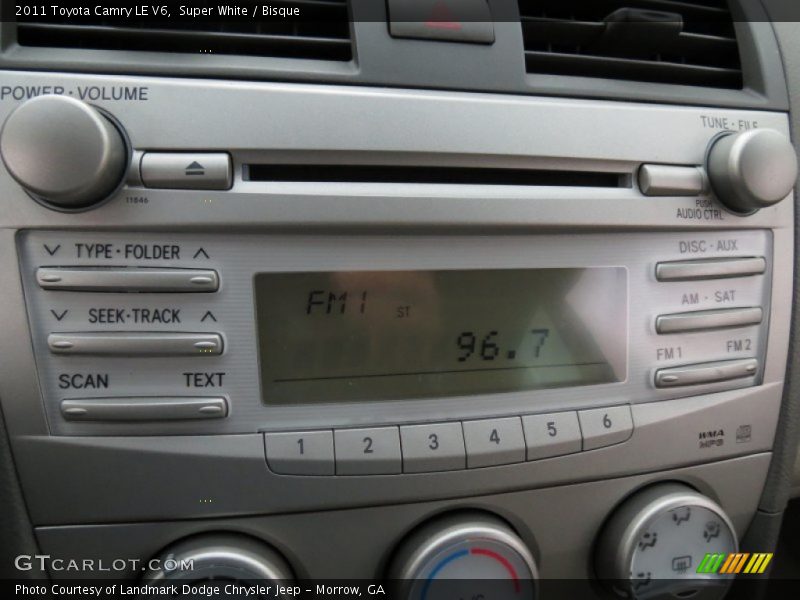 2011 Toyota Camry LE V6,  Super White / Bisque
POWER · VOLUME
TUNE · FILE
11846
PUSH
AUDIO CTRL
TYPE · FOLDER
DISC · AUX
SEEK · TRACK
AM · SAT
FM1 ST
96.7
FM1 FM2
SCAN TEXT
1 2 3 4 5 6
WMA
MP3
GTCARLOT.COM
Photo Courtesy of Landmark Dodge Chrysler Jeep - Morrow, GA